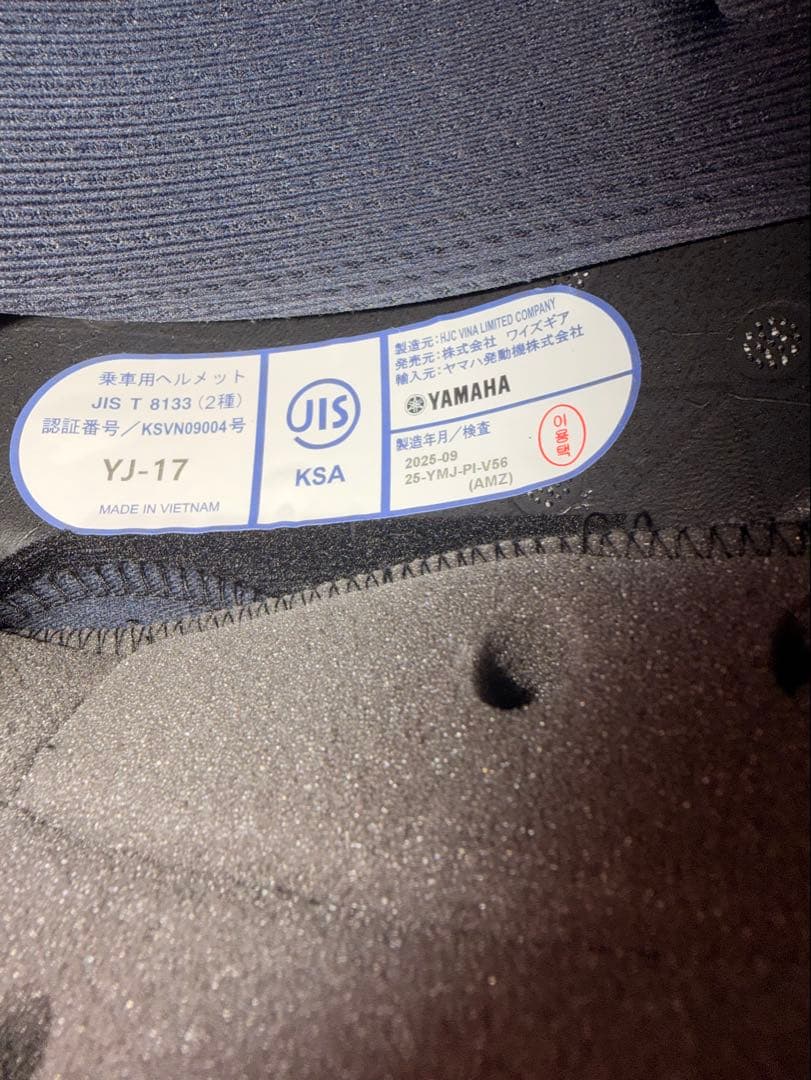 乗車用ヘルメット
JIS T 8133(2種)
認証番号/KSVN09004号
YJ-17
MADE IN VIETNAM
JIS
KSA
製造元:HJC VINA LIMITED COMPANY
発売元:株式会社 ワイズギア
輸入元:ヤマハ発動機株式会社
YAMAHA
製造年月/検査
2025-09
25-YMJ-PI-V56
(AMZ)
이
용
택